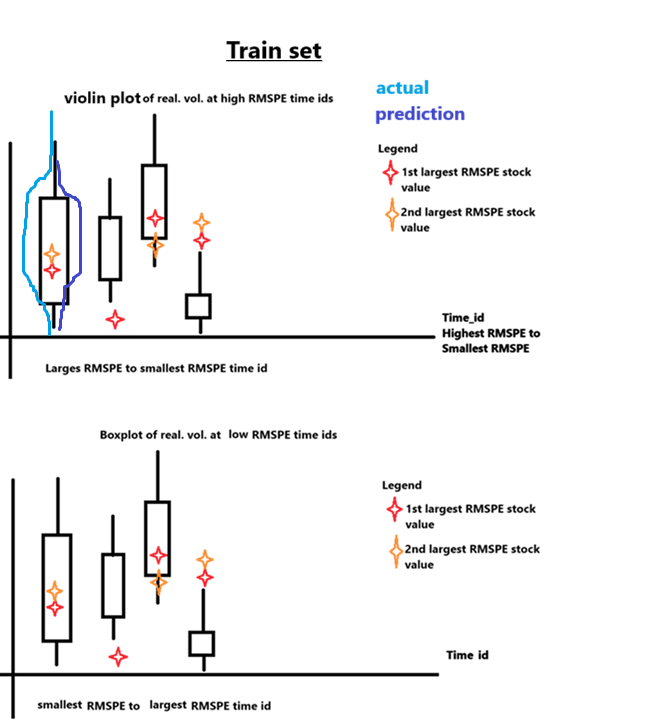 Train set
violin plot of real. vol. at high RMSPE time ids
actual
prediction
Legend
1st largest RMSPE stock
value
2nd largest RMSPE stock
value
Time_id
Highest RMSPE to
Smallest RMSPE
Larges RMSPE to smallest RMSPE time id
Boxplot of real. vol. at low RMSPE time ids
Legend
1st largest RMSPE stock
value
2nd largest RMSPE stock
value
Time id
smallest RMSPE to largest RMSPE time id